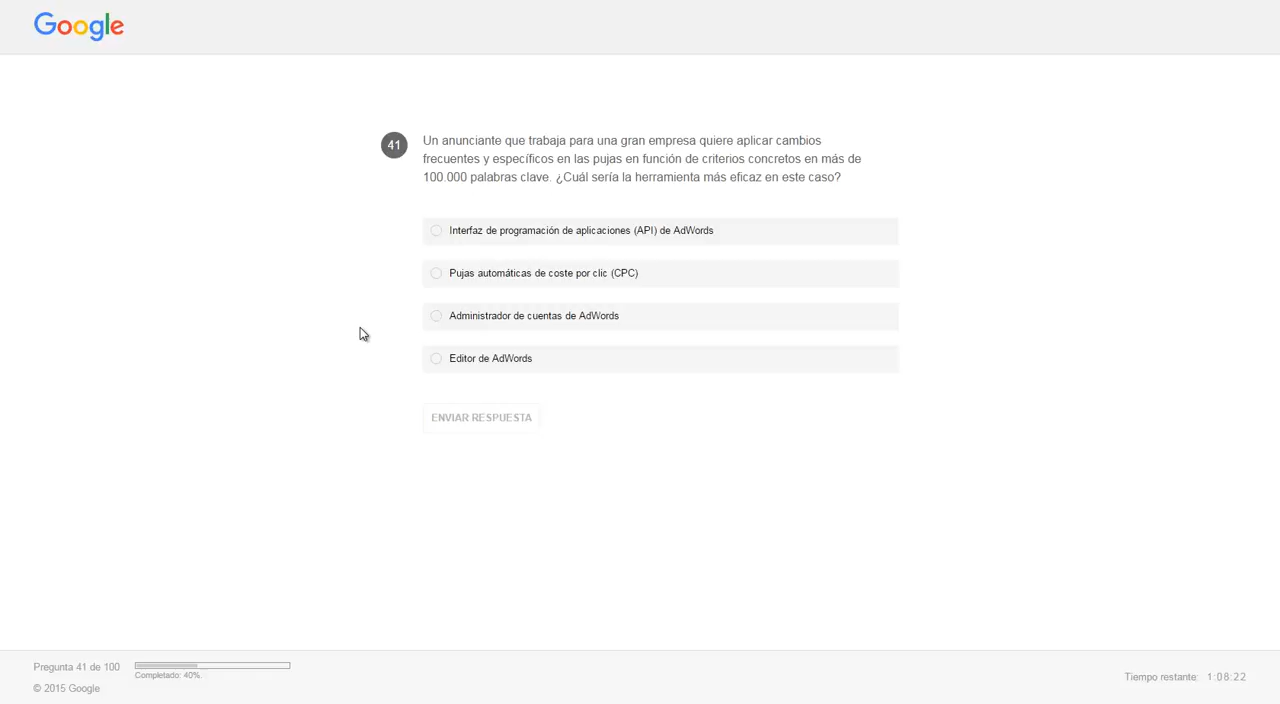 Google
41
Un anunciante que trabaja para una gran empresa quiere aplicar cambios
frecuentes y específicos en las pujas en función de criterios concretos en más de
100.000 palabras clave. ¿Cuál sería la herramienta más eficaz en este caso?
Interfaz de programación de aplicaciones (API) de AdWords
Pujas automáticas de coste por clic (CPC)
Administrador de cuentas de AdWords
Editor de AdWords
ENVIAR RESPUESTA
Pregunta 41 de 100
Completado: 40%.
© 2015 Google
Tiempo restante: 1:08:22